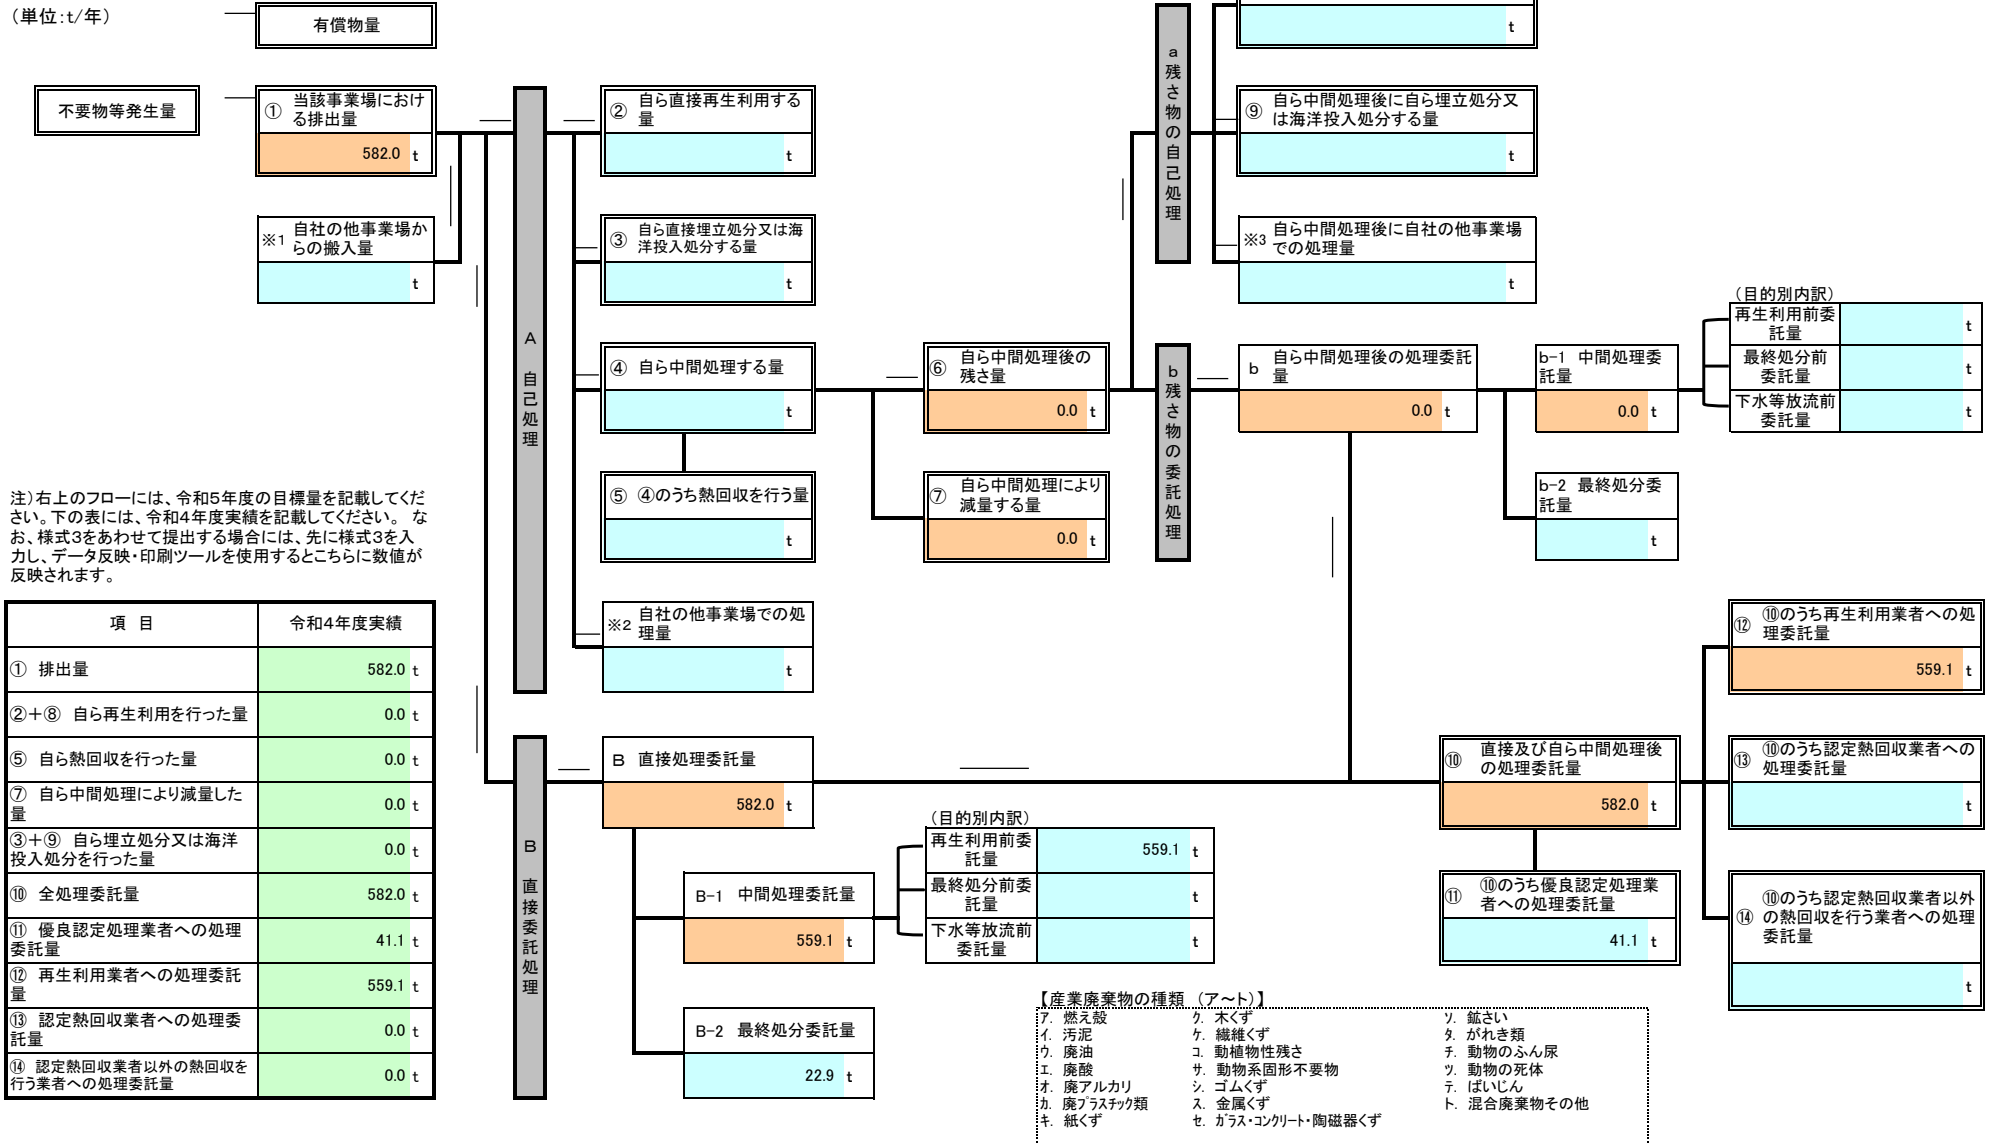 （単位:t/年）
有償物量
t
不要物等発生量
① 当該事業場におけ
る排出量
582.0 t
※1 自社の他事業場か
らの搬入量
t
A 自己処理
② 自ら直接再生利用する
量
t
③ 自ら直接埋立処分又は海
洋投入処分する量
t
④ 自ら中間処理する量
t
⑤ ④のうち熱回収を行う量
t
※2 自社の他事業場での処
理量
t
⑥ 自ら中間処理後の
残さ量
0.0 t
⑦ 自ら中間処理により
減量する量
0.0 t
a 残さ物の自己処理
⑨ 自ら中間処理後に自ら埋立処分又
は海洋投入処分する量
t
※3 自ら中間処理後に自社の他事業場
での処理量
t
b 残さ物の委託処理
b 自ら中間処理後の処理委託
量
0.0 t
b-1 中間処理委
託量
0.0 t
（目的別内訳）
再生利用前委
託量
t
最終処分前
委託量
t
下水等放流前
委託量
t
b-2 最終処分委
託量
t
注）右上のフローには、令和5年度の目標量を記載してくだ
さい。下の表には、令和4年度実績を記載してください。 な
お、様式3をあわせて提出する場合には、先に様式3を入
力し、データ反映・印刷ツールを使用するとこちらに数値が
反映されます。
項 目 令和4年度実績
① 排出量 582.0 t
②＋⑧ 自ら再生利用を行った量 0.0 t
⑤ 自ら熱回収を行った量 0.0 t
⑦ 自ら中間処理により減量した
量 0.0 t
③＋⑨ 自ら埋立処分又は海洋
投入処分を行った量 0.0 t
⑩ 全処理委託量 582.0 t
⑪ 優良認定処理業者への処理
委託量 41.1 t
⑫ 再生利用業者への処理委託
量 559.1 t
⑬ 認定熱回収業者への処理委
託量 0.0 t
⑭ 認定熱回収業者以外の熱回収を
行う業者への処理委託量 0.0 t
B 直接委託処理
B 直接処理委託量
582.0 t
B-1 中間処理委託量
559.1 t
（目的別内訳）
再生利用前委
託量
559.1 t
最終処分前委
託量
t
下水等放流前
委託量
t
B-2 最終処分委託量
22.9 t
⑩ 直接及び自ら中間処理後
の処理委託量
582.0 t
⑪ ⑩のうち優良認定処理業
者への処理委託量
41.1 t
⑫ ⑩のうち再生利用業者への処
理委託量
559.1 t
⑬ ⑩のうち認定熱回収業者への
処理委託量
t
⑭ ⑩のうち認定熱回収業者以外
の熱回収を行う業者への処理
委託量
t
【産業廃棄物の種類 （ア～ト）】
ア. 燃え殻 ク. 木くず ソ. 鉱さい
イ. 汚泥 ケ. 繊維くず タ. がれき類
ウ. 廃油 コ. 動植物性残さ チ. 動物のふん尿
エ. 廃酸 サ. 動物系固形不要物 ツ. 動物の死体
オ. 廃アルカリ シ. ゴムくず テ. ばいじん
カ. 廃プラスチック類 ス. 金属くず ト. 混合廃棄物その他
キ. 紙くず セ. ガラス・コンクリート・陶磁器くず